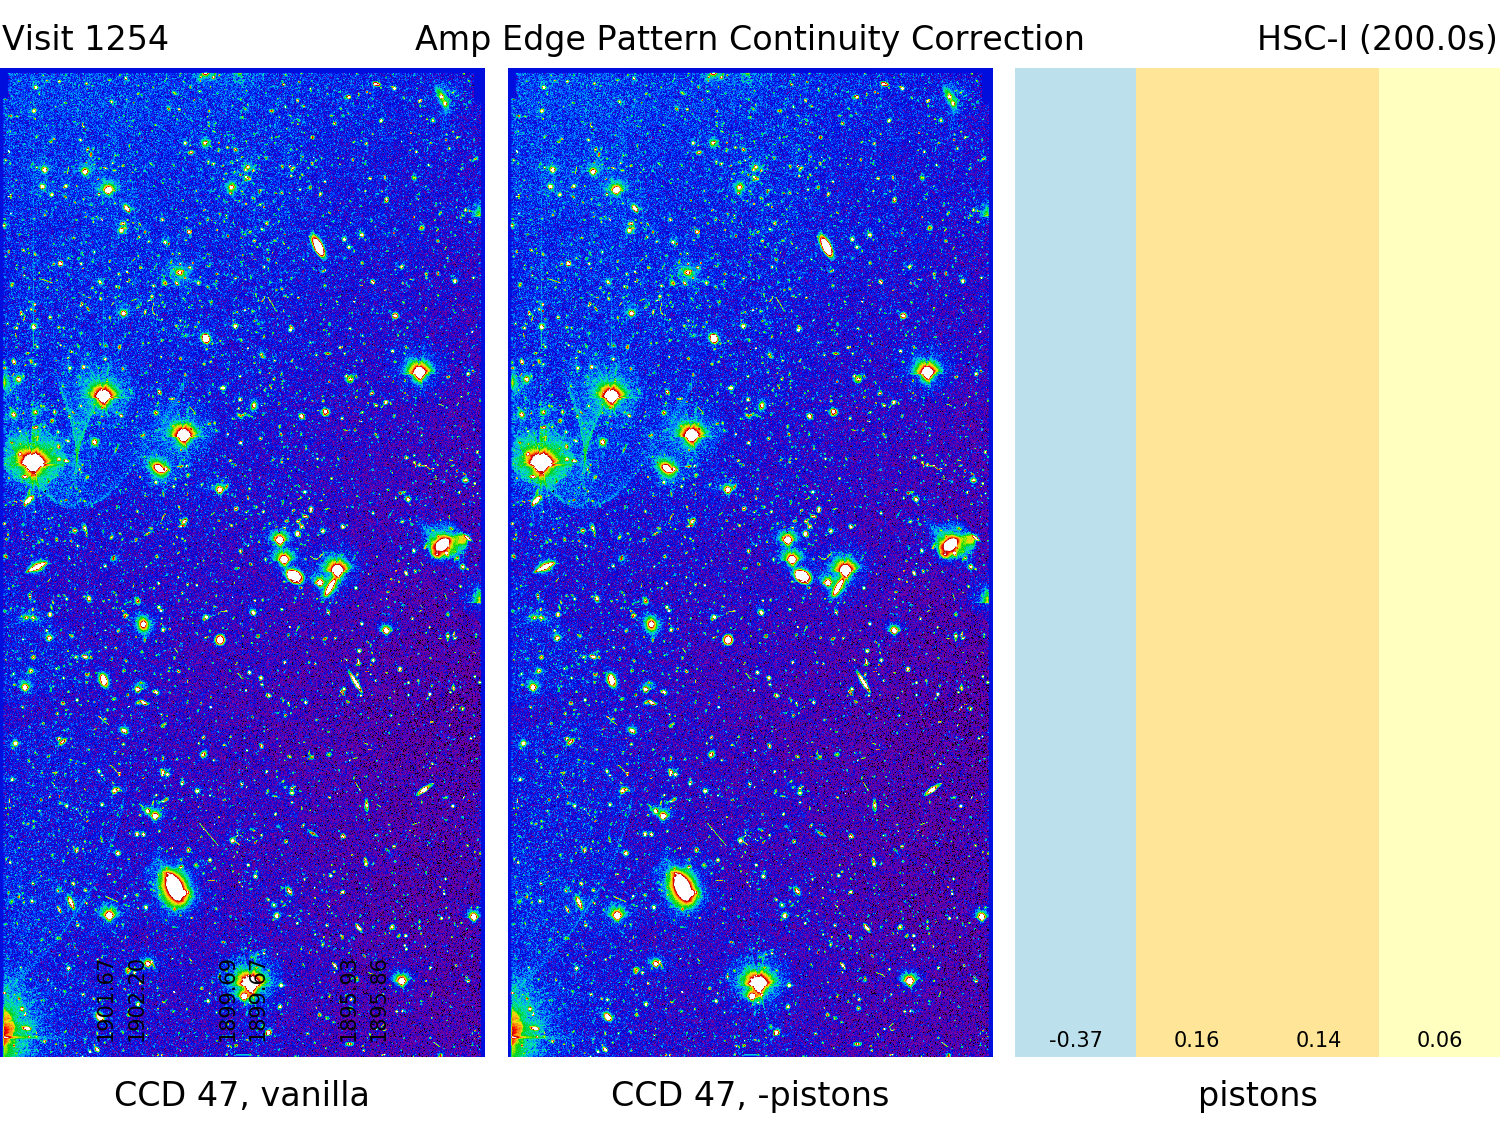 Visit 1254
Amp Edge Pattern Continuity Correction
HSC-I (200.0s)
1901.67
1902.20
1899.69
1899.67
1895.93
1895.86
-0.37
0.16
0.14
0.06
CCD 47, vanilla
CCD 47, -pistons
pistons